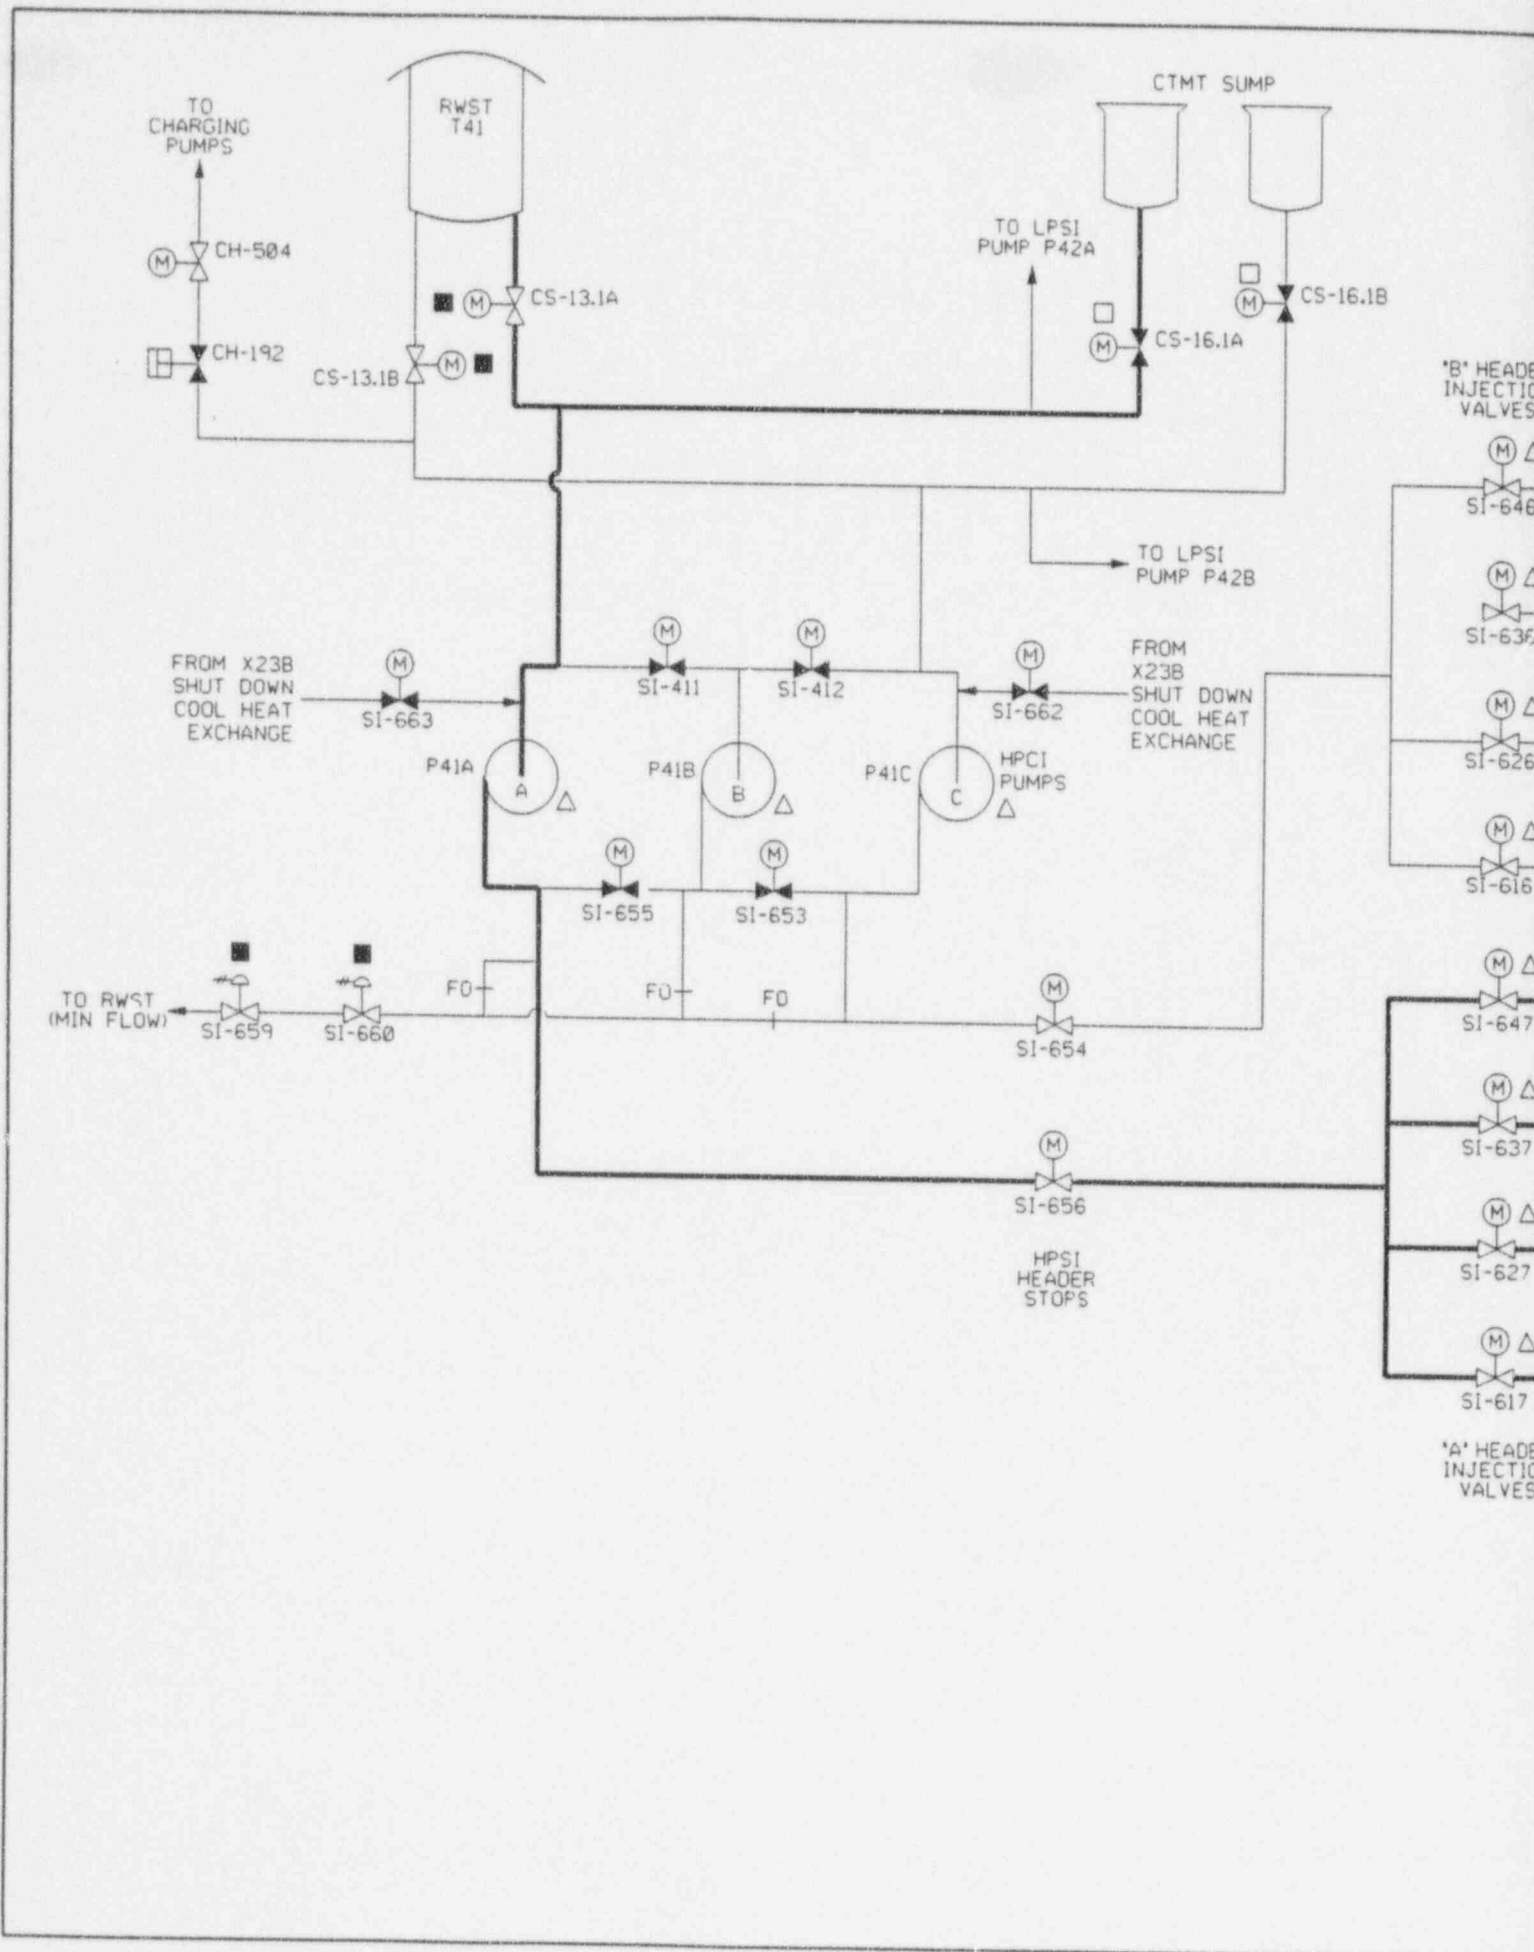 CTMT SUMP
RWST
T41
TO
CHARGING
PUMPS
TO LPSI
PUMP P42A
M
CH-504
M
CS-13.1A
M
CS-16.1B
M
CS-16.1A
CH-192
CS-13.1B
M
"B" HEADE
INJECTIO
VALVES
M
SI-646
TO LPSI
PUMP P42B
M
SI-636
FROM X23B
SHUT DOWN
COOL HEAT
EXCHANGE
M
SI-663
M
SI-411
M
SI-412
M
SI-662
FROM
X23B
SHUT DOWN
COOL HEAT
EXCHANGE
M
SI-626
P41A
A
P41B
B
P41C
C
HPCI
PUMPS
M
SI-616
M
SI-655
M
SI-653
TO RWST
(MIN FLOW)
SI-659
SI-660
FO
FO
FO
M
SI-654
M
SI-647
M
SI-637
M
SI-656
HPSI
HEADER
STOPS
M
SI-627
M
SI-617
"A" HEADE
INJECTIO
VALVES